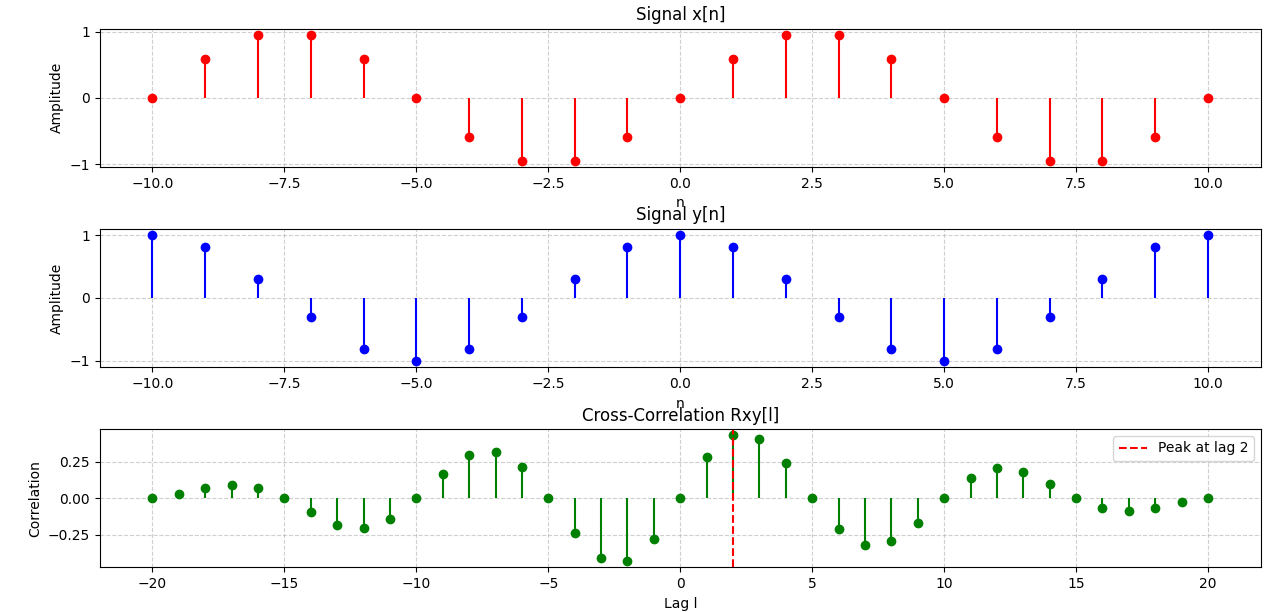 Signal x[n]
Amplitude
1
0
−1
−10.0 −7.5 −5.0 −2.5 0.0 2.5 5.0 7.5 10.0
n
Signal y[n]
Amplitude
1
0
−1
−10.0 −7.5 −5.0 −2.5 0.0 2.5 5.0 7.5 10.0
n
Cross-Correlation Rxy[l]
Correlation
0.25
0.00
−0.25
Peak at lag 2
−20 −15 −10 −5 0 5 10 15 20
Lag l